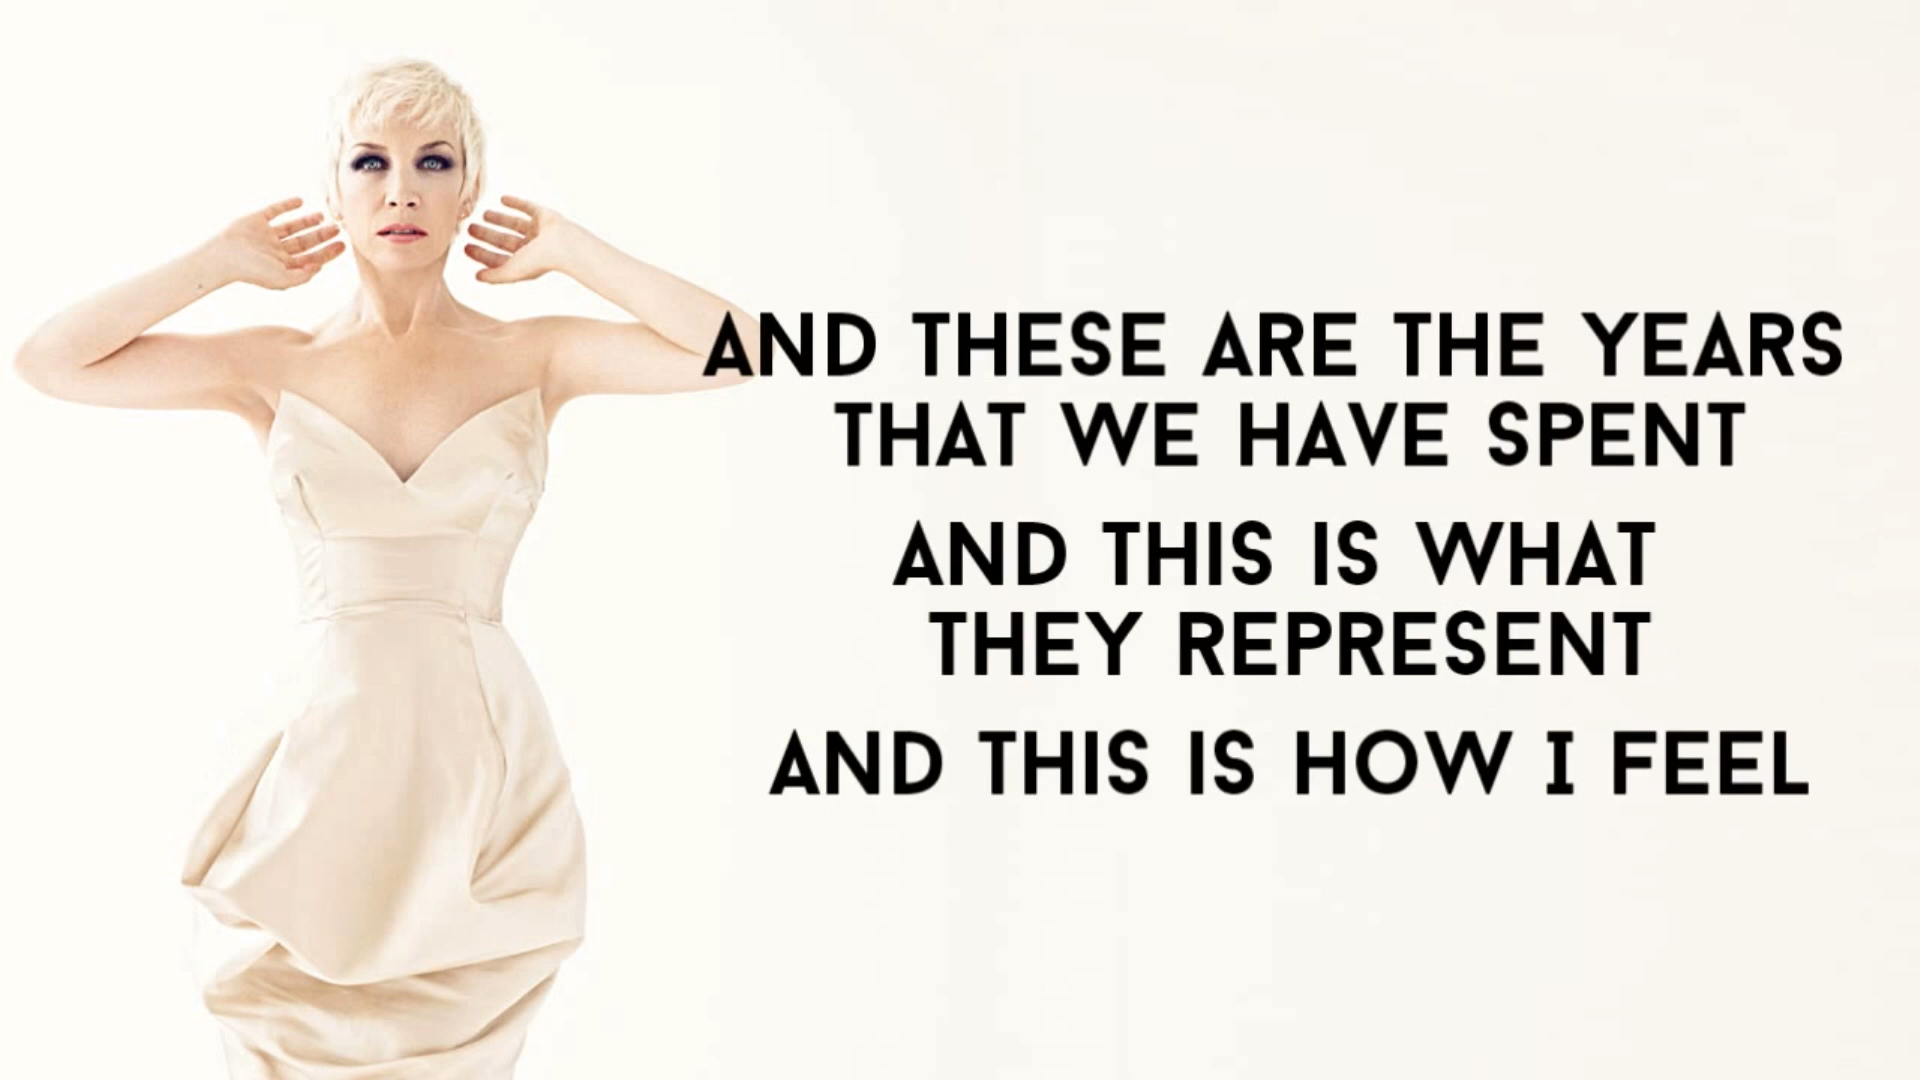 AND THESE ARE THE YEARS
THAT WE HAVE SPENT
AND THIS IS WHAT
THEY REPRESENT
AND THIS IS HOW I FEEL